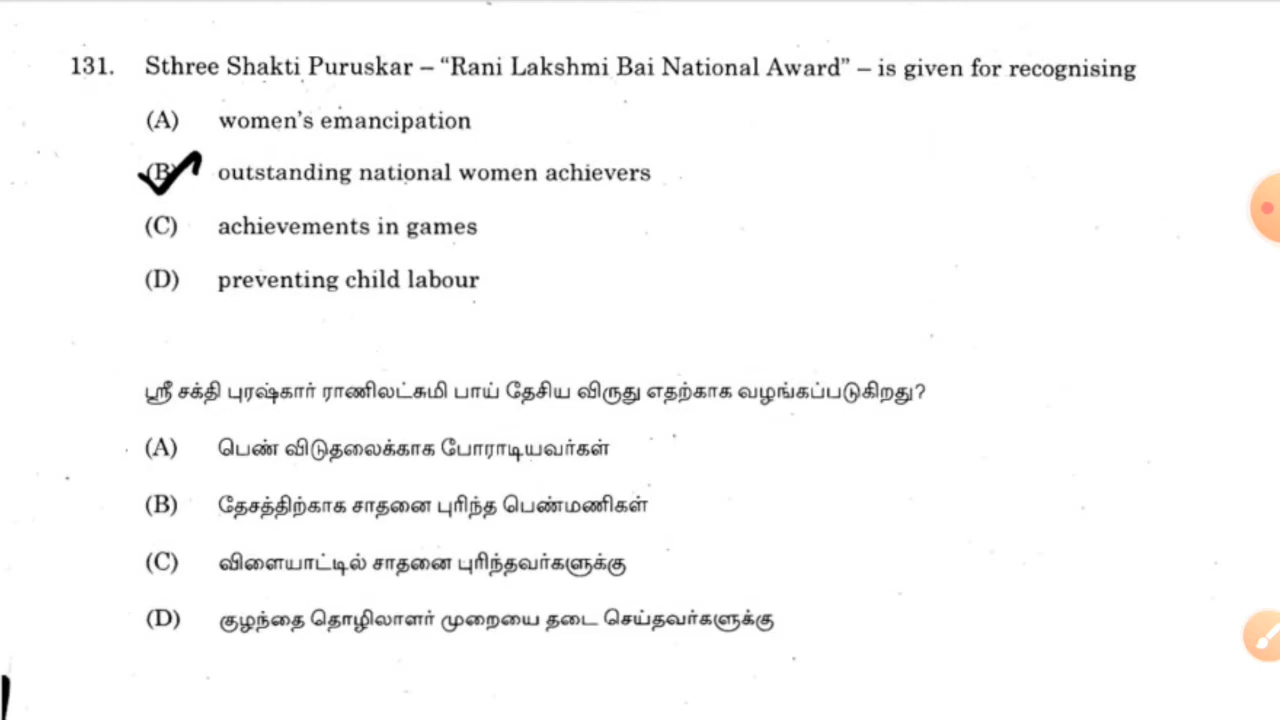 131. Sthree Shakti Puruskar – “Rani Lakshmi Bai National Award” – is given for recognising
(A) women’s emancipation
(B) outstanding national women achievers
(C) achievements in games
(D) preventing child labour
ஸ்ரீ சக்தி புரஷ்கார் ராணிலட்சுமி பாய் தேசிய விருது எதற்காக வழங்கப்படுகிறது?
(A) பெண் விடுதலைக்காக போராடியவர்கள்
(B) தேசத்திற்காக சாதனை புரிந்த பெண்மணிகள்
(C) விளையாட்டில் சாதனை புரிந்தவர்களுக்கு
(D) குழந்தை தொழிலாளர் முறையை தடை செய்தவர்களுக்கு